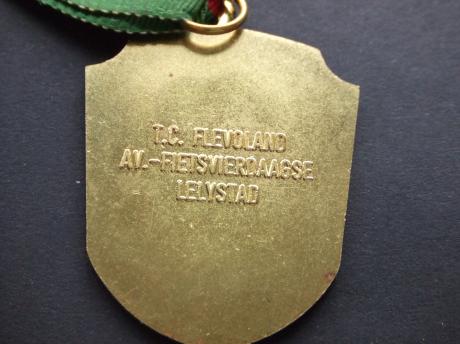 T.C. FLEVOLAND
AV.-FIETSVIERDAAGSE
LELYSTAD